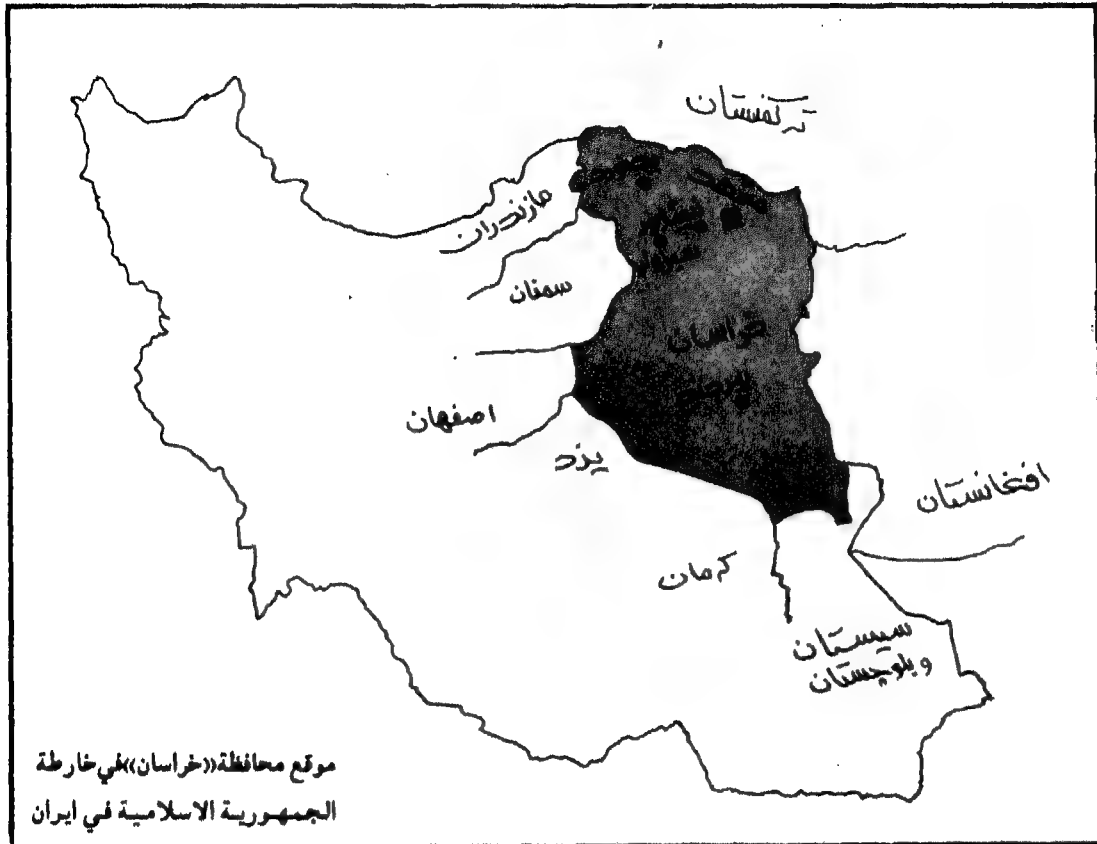 تركمنستان
مازندران
سمنان
خراسان
اصفهان
يزد
افغانستان
كرمان
سيستان
وبلوچستان
موقع محافظة ((خراسان)) في خارطة
الجمهورية الاسلامية في ايران